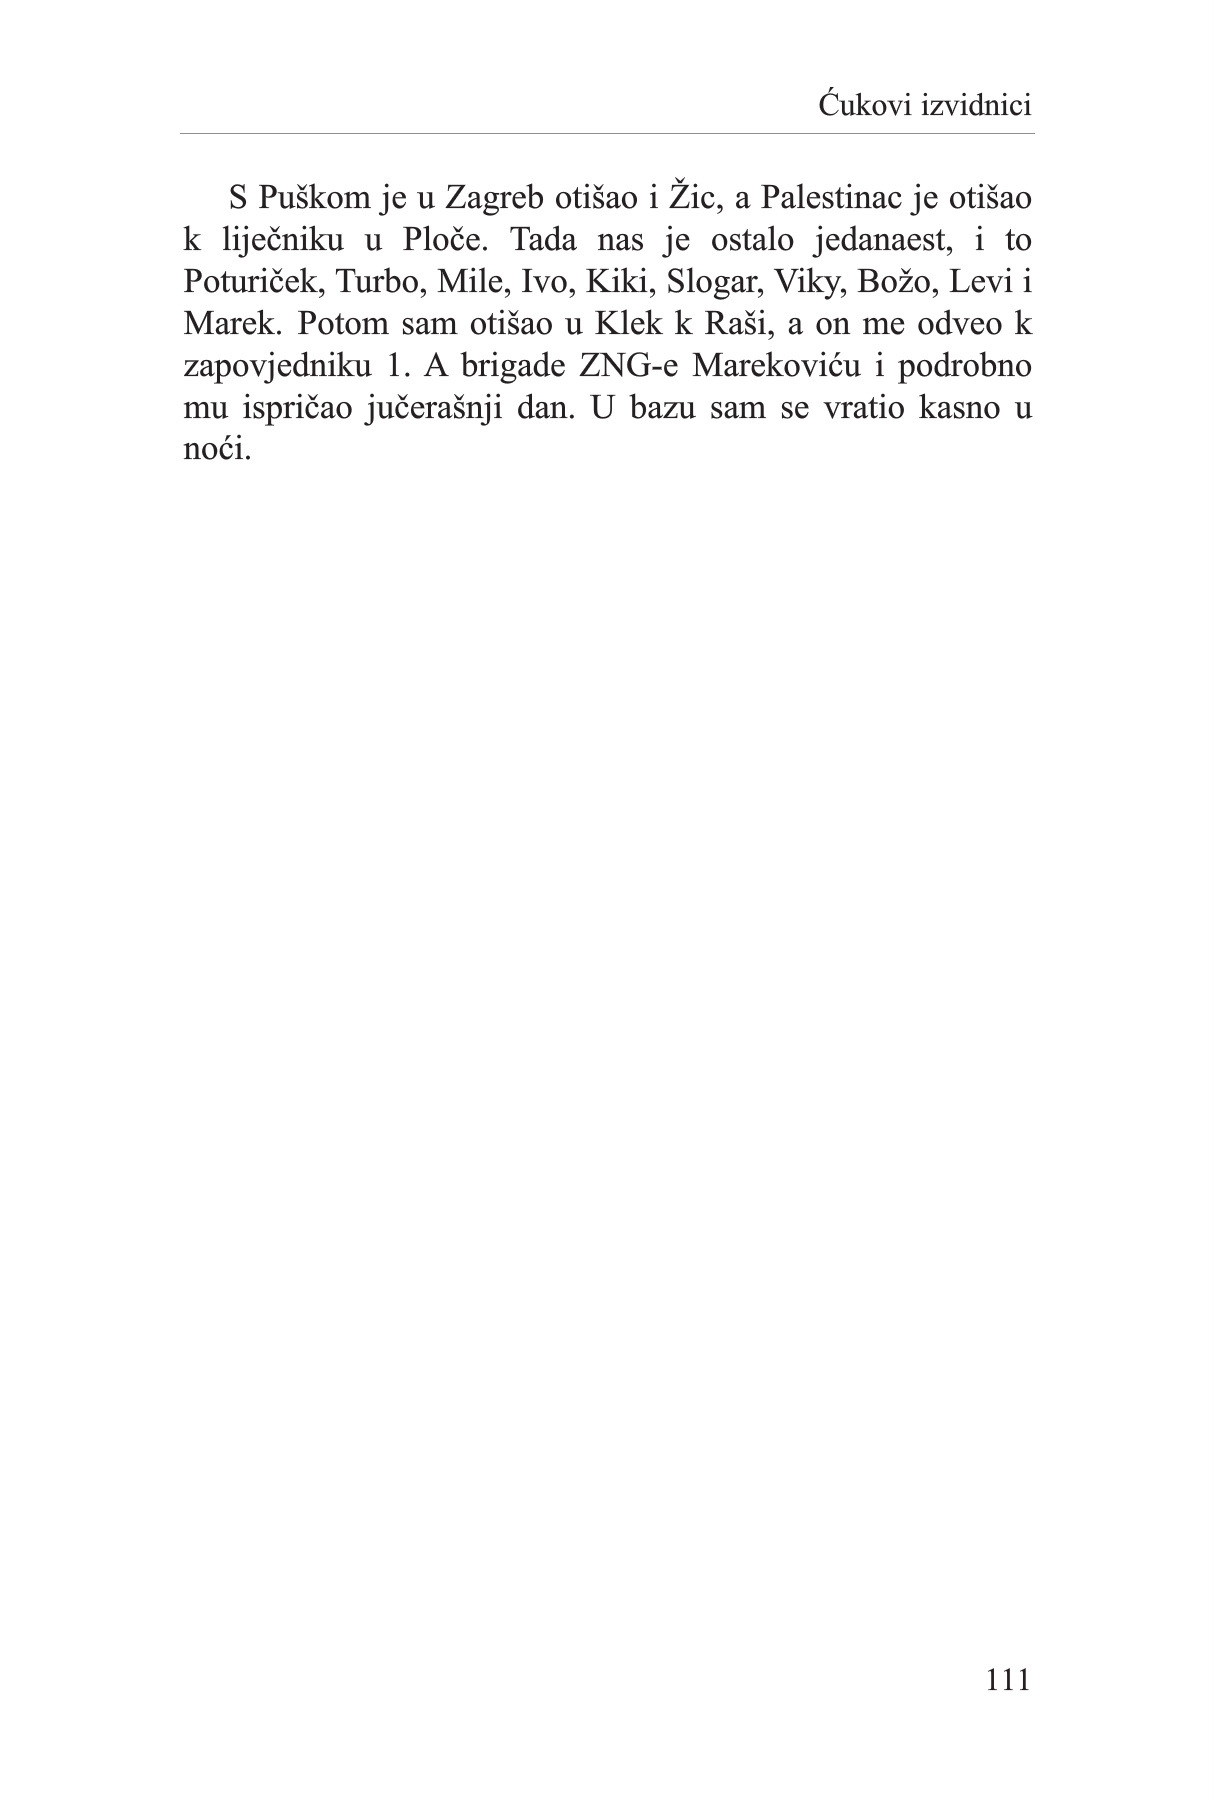 Ćukovi izvidnici
S Puškom je u Zagreb otišao i Žic, a Palestinac je otišao
k liječniku u Ploče. Tada nas je ostalo jedanaest, i to
Poturiček, Turbo, Mile, Ivo, Kiki, Slogar, Viky, Božo, Levi i
Marek. Potom sam otišao u Klek k Raši, a on me odveo k
zapovjedniku 1. A brigade ZNG-e Marekoviću i podrobno
mu ispričao jučerašnji dan. U bazu sam se vratio kasno u
noći.
111